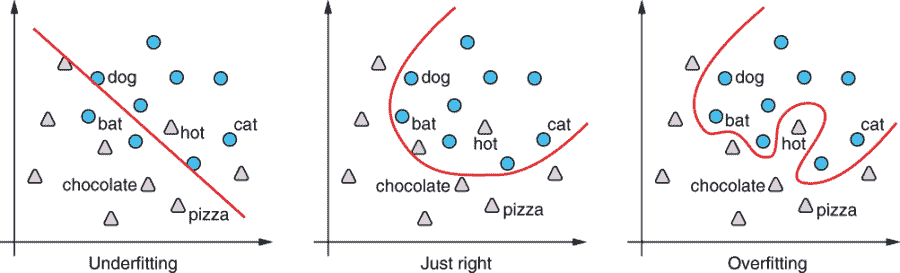 dog
bat
hot
cat
chocolate
pizza
Underfitting
dog
bat
hot
cat
chocolate
pizza
Just right
dog
bat
hot
cat
chocolate
pizza
Overfitting